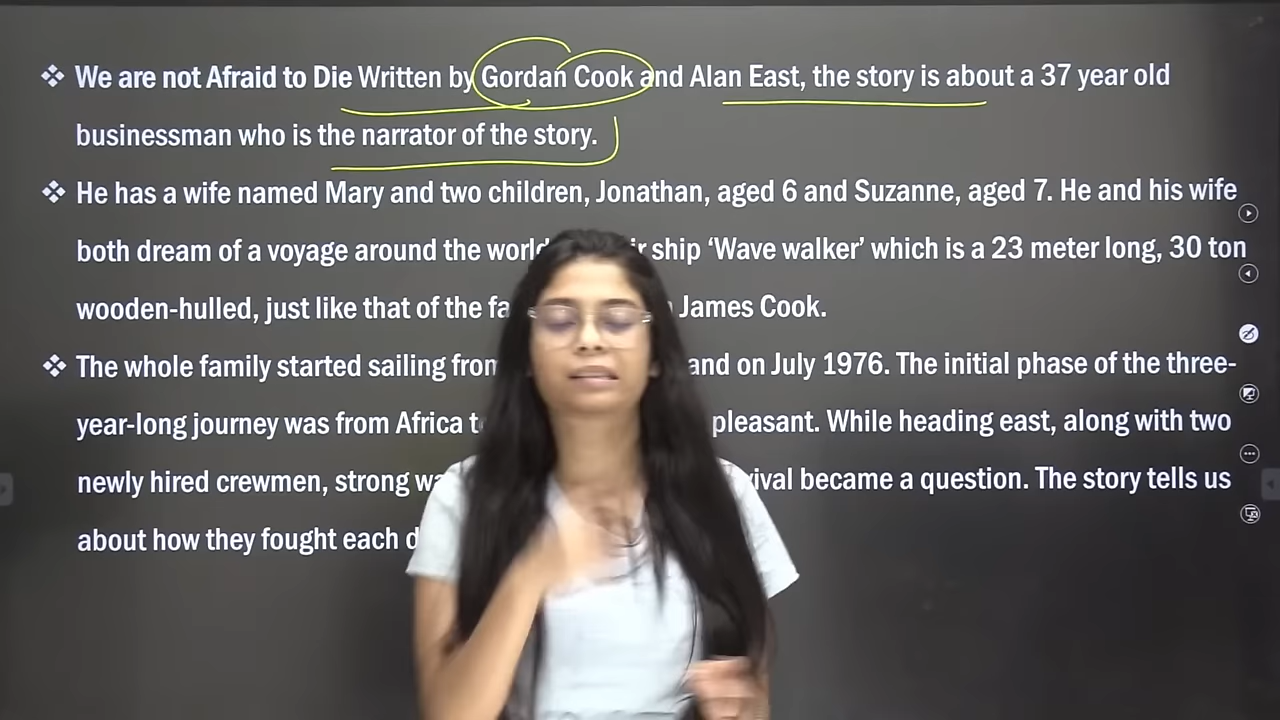 ❖ We are not Afraid to Die Written by Gordan Cook and Alan East, the story is about a 37 year old
businessman who is the narrator of the story.
❖ He has a wife named Mary and two children, Jonathan, aged 6 and Suzanne, aged 7. He and his wife
both dream of a voyage around the world ship ‘Wave walker’ which is a 23 meter long, 30 ton
wooden-hulled, just like that of the James Cook.
❖ The whole family started sailing from on July 1976. The initial phase of the three-
year-long journey was from Africa pleasant. While heading east, along with two
newly hired crewmen, strong became a question. The story tells us
about how they fought each